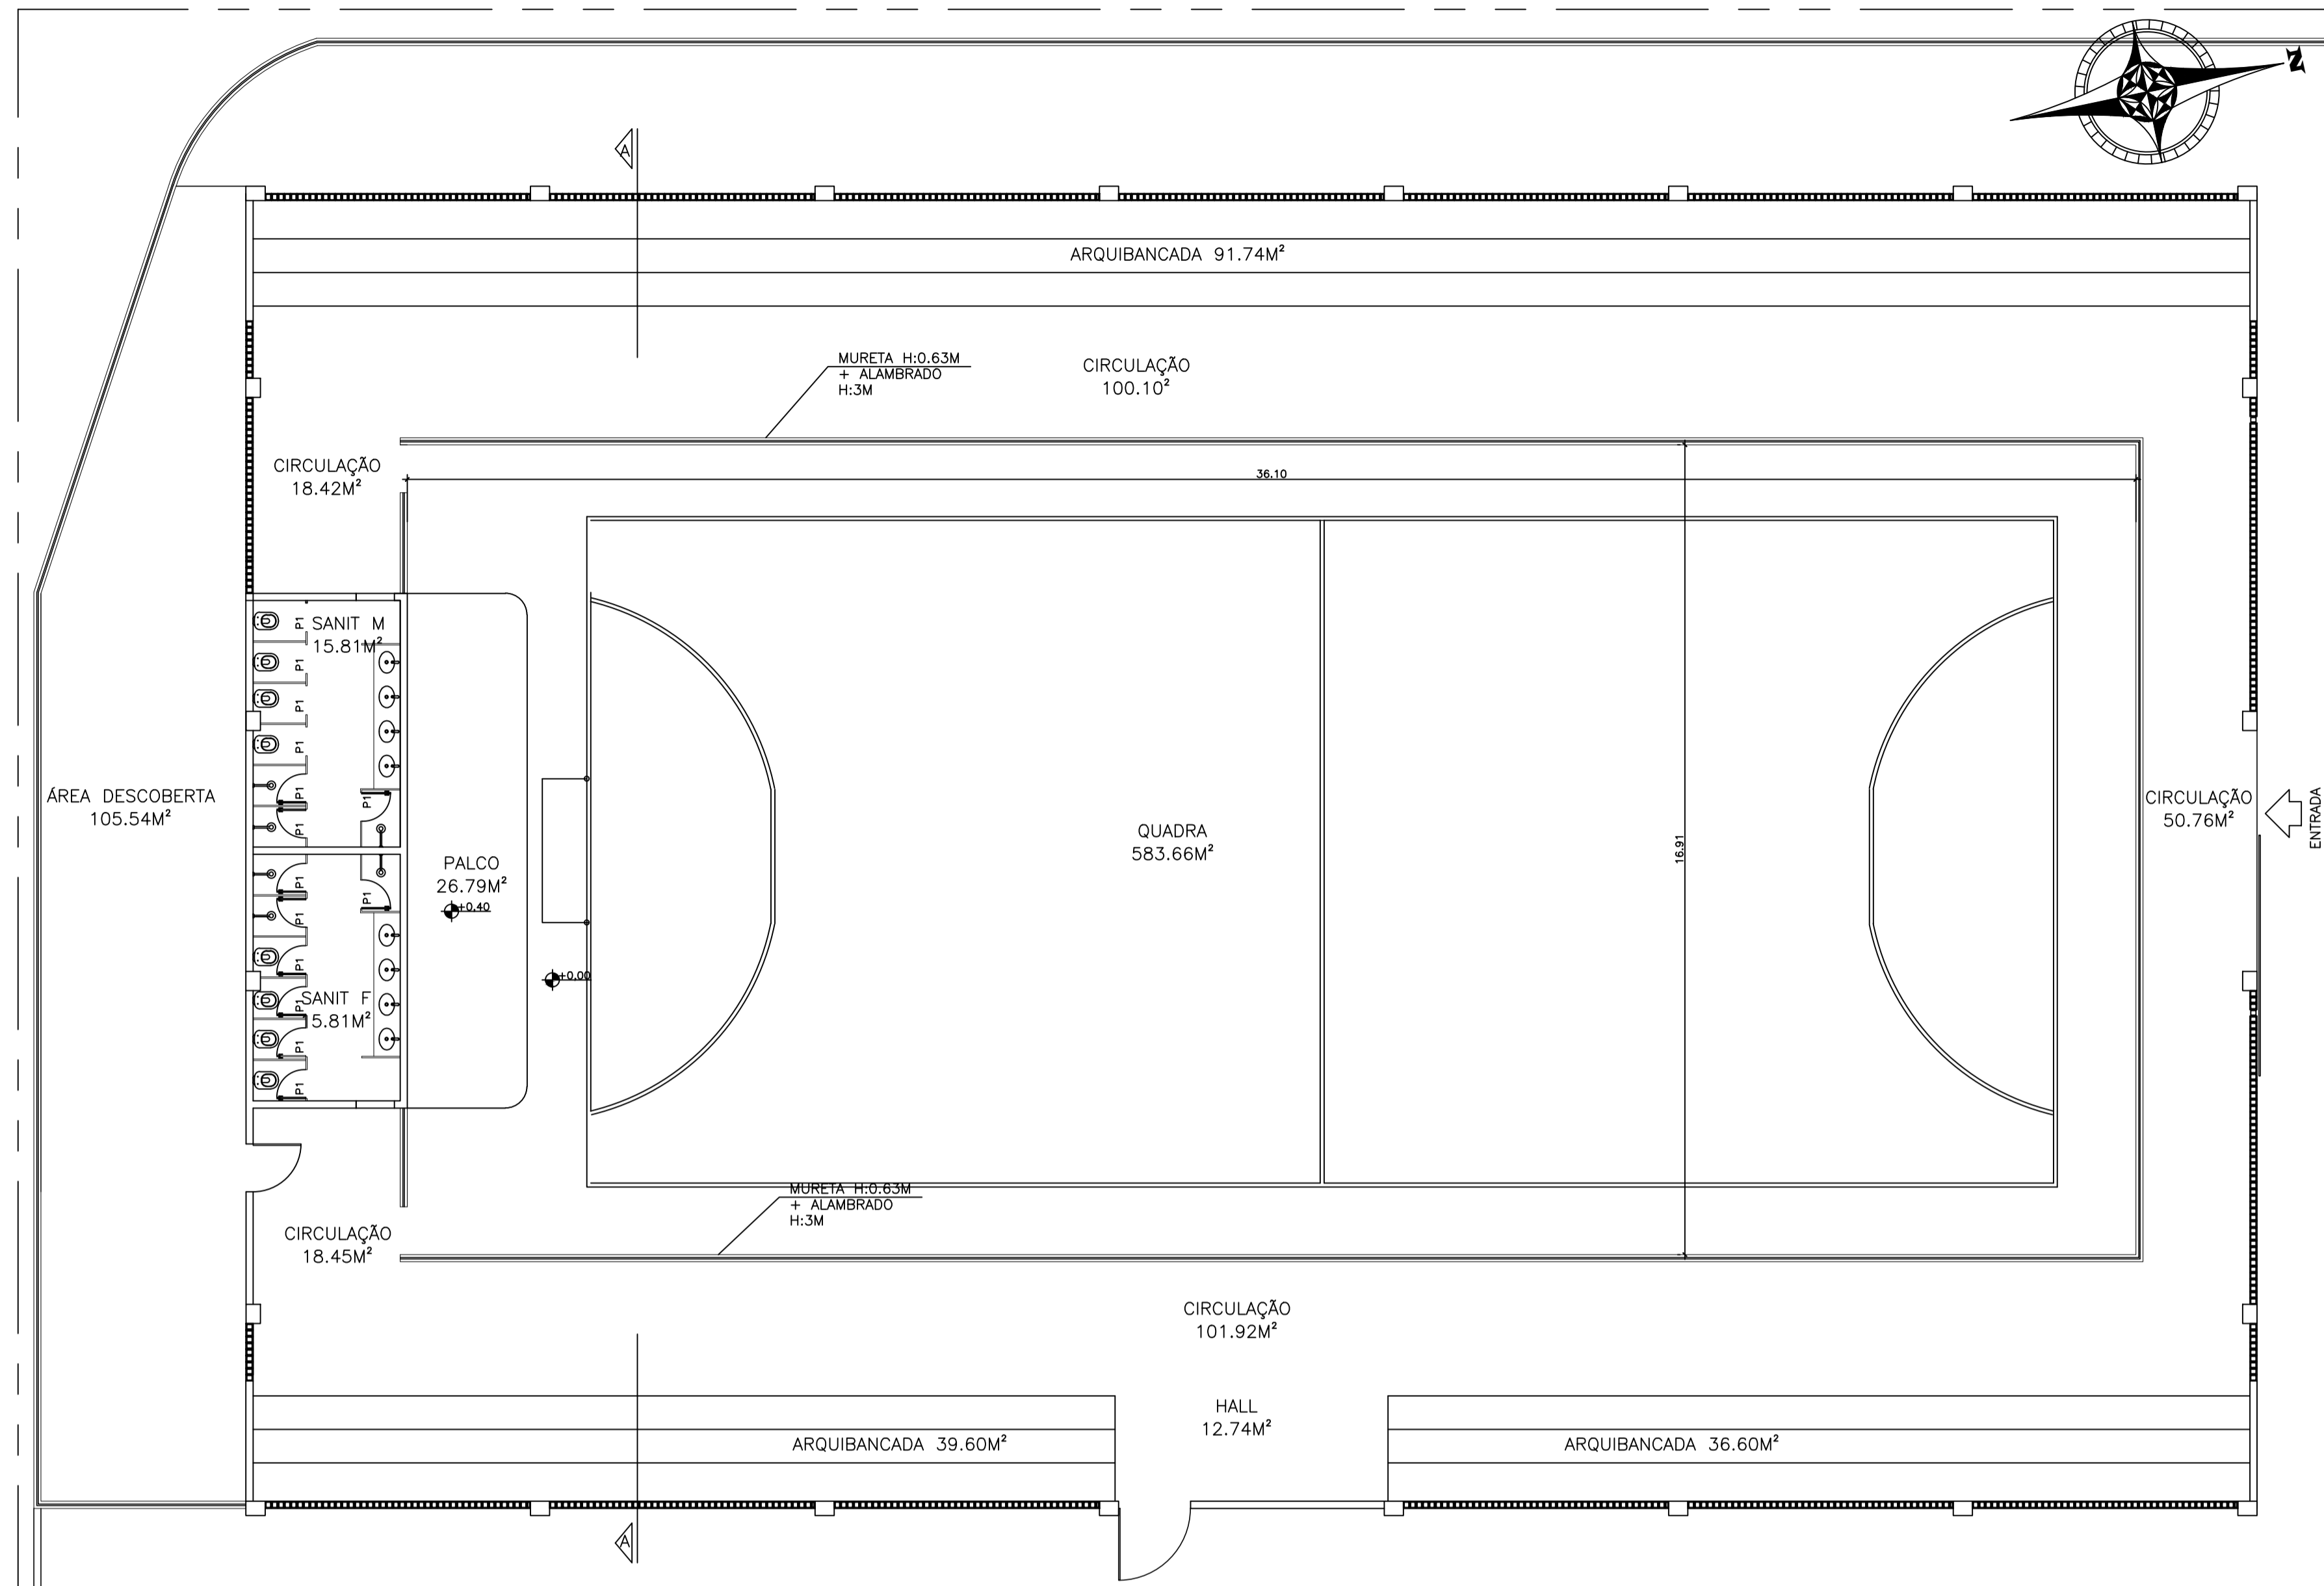 N
A
ARQUIBANCADA 91.74M²
MURETA H:0.63M
+ ALAMBRADO
H:3M
CIRCULAÇÃO
100.10²
CIRCULAÇÃO
18.42M²
36.10
SANIT M
15.81M²
P1
P1
P1
P1
P1
P1
P1
ÁREA DESCOBERTA
105.54M²
PALCO
26.79M²
+0.40
+0.00
QUADRA
583.66M²
16.91
CIRCULAÇÃO
50.76M²
ENTRADA
P1
P1
P1
P1
P1
P1
P1
SANIT F
5.81M²
MURETA H:0.63M
+ ALAMBRADO
H:3M
CIRCULAÇÃO
18.45M²
CIRCULAÇÃO
101.92M²
HALL
12.74M²
ARQUIBANCADA 39.60M²
ARQUIBANCADA 36.60M²
A